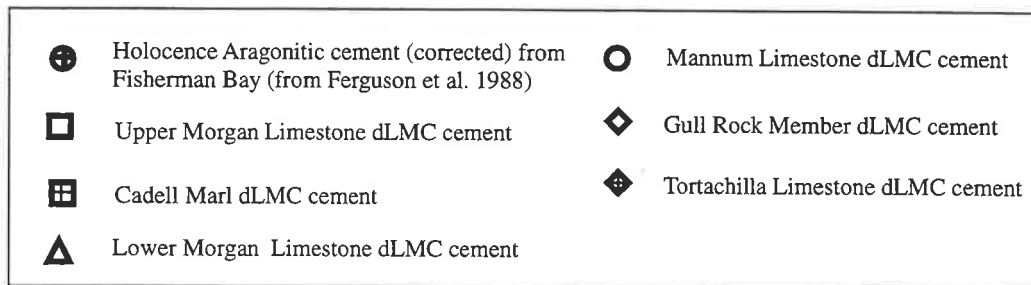 Holocence Aragonitic cement (corrected) from
Fisherman Bay (from Ferguson et al. 1988)
Upper Morgan Limestone dLMC cement
Cadell Marl dLMC cement
Lower Morgan Limestone dLMC cement
Mannum Limestone dLMC cement
Gull Rock Member dLMC cement
Tortachilla Limestone dLMC cement